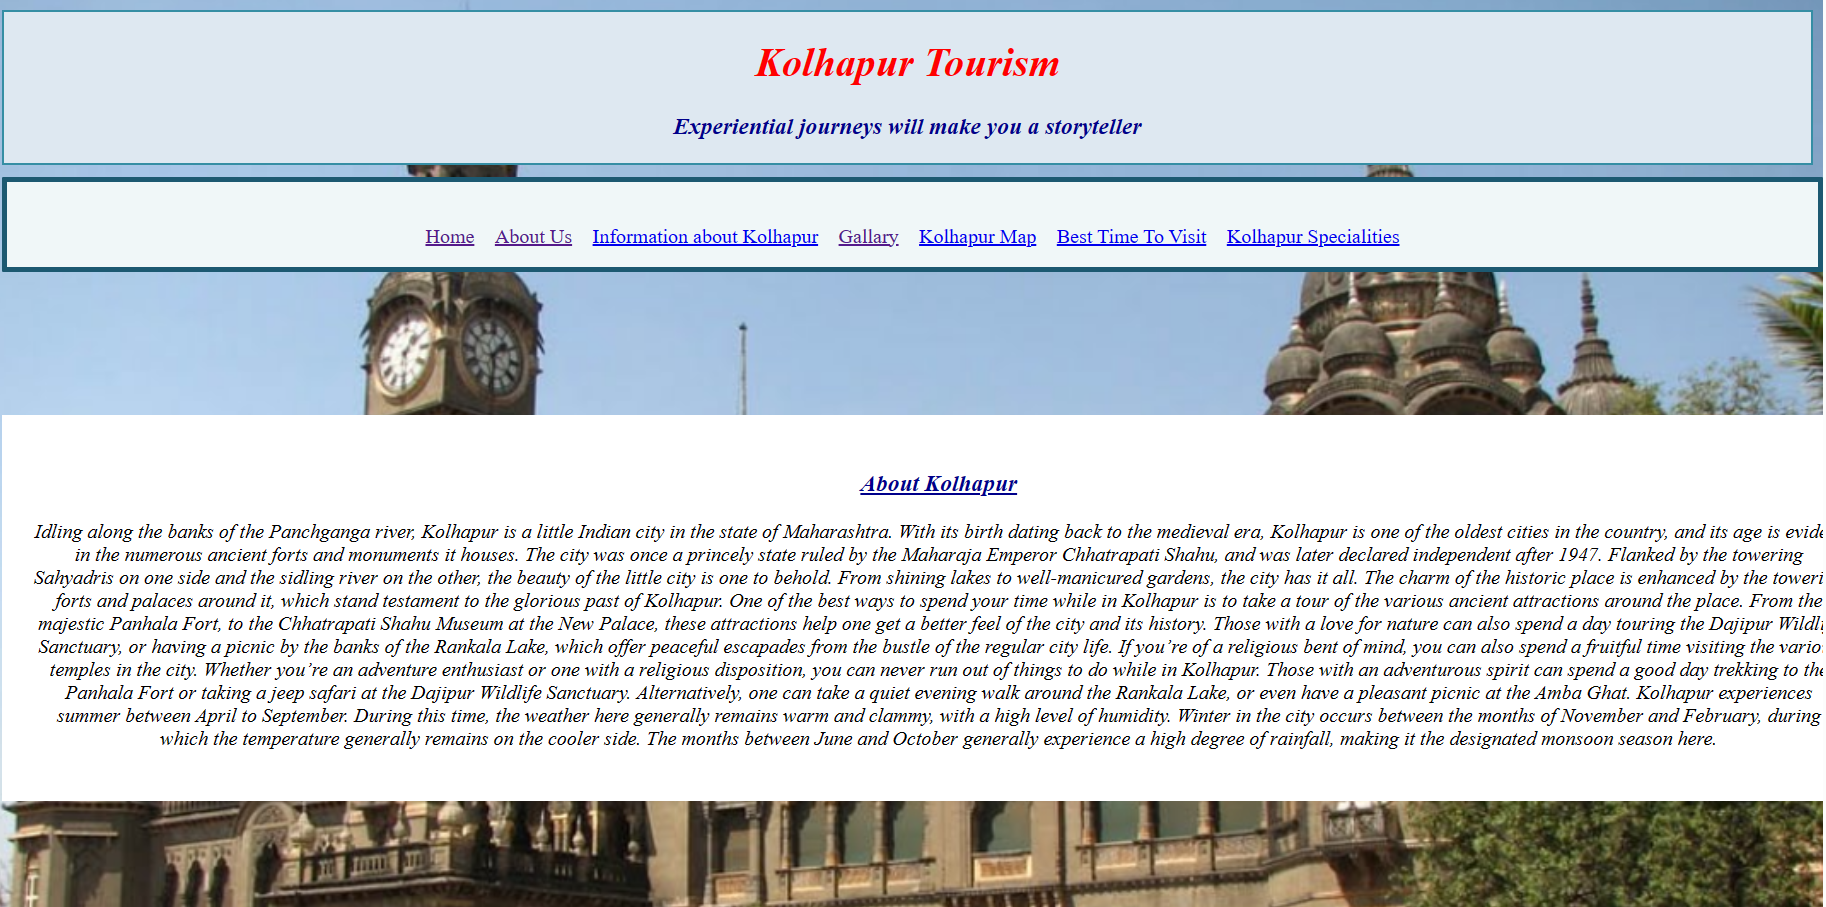 Kolhapur Tourism
Experiential journeys will make you a storyteller
Home About Us Information about Kolhapur Gallary Kolhapur Map Best Time To Visit Kolhapur Specialities
About Kolhapur
Idling along the banks of the Panchganga river, Kolhapur is a little Indian city in the state of Maharashtra. With its birth dating back to the medieval era, Kolhapur is one of the oldest cities in the country, and its age is evide
in the numerous ancient forts and monuments it houses. The city was once a princely state ruled by the Maharaja Emperor Chhatrapati Shahu, and was later declared independent after 1947. Flanked by the towering
Sahyadris on one side and the sidling river on the other, the beauty of the little city is one to behold. From shining lakes to well-manicured gardens, the city has it all. The charm of the historic place is enhanced by the toweri
forts and palaces around it, which stand testament to the glorious past of Kolhapur. One of the best ways to spend your time while in Kolhapur is to take a tour of the various ancient attractions around the place. From the
majestic Panhala Fort, to the Chhatrapati Shahu Museum at the New Palace, these attractions help one get a better feel of the city and its history. Those with a love for nature can also spend a day touring the Dajipur Wildli
Sanctuary, or having a picnic by the banks of the Rankala Lake, which offer peaceful escapades from the bustle of the regular city life. If you’re of a religious bent of mind, you can also spend a fruitful time visiting the vario
temples in the city. Whether you’re an adventure enthusiast or one with a religious disposition, you can never run out of things to do while in Kolhapur. Those with an adventurous spirit can spend a good day trekking to the
Panhala Fort or taking a jeep safari at the Dajipur Wildlife Sanctuary. Alternatively, one can take a quiet evening walk around the Rankala Lake, or even have a pleasant picnic at the Amba Ghat. Kolhapur experiences
summer between April to September. During this time, the weather here generally remains warm and clammy, with a high level of humidity. Winter in the city occurs between the months of November and February, during
which the temperature generally remains on the cooler side. The months between June and October generally experience a high degree of rainfall, making it the designated monsoon season here.